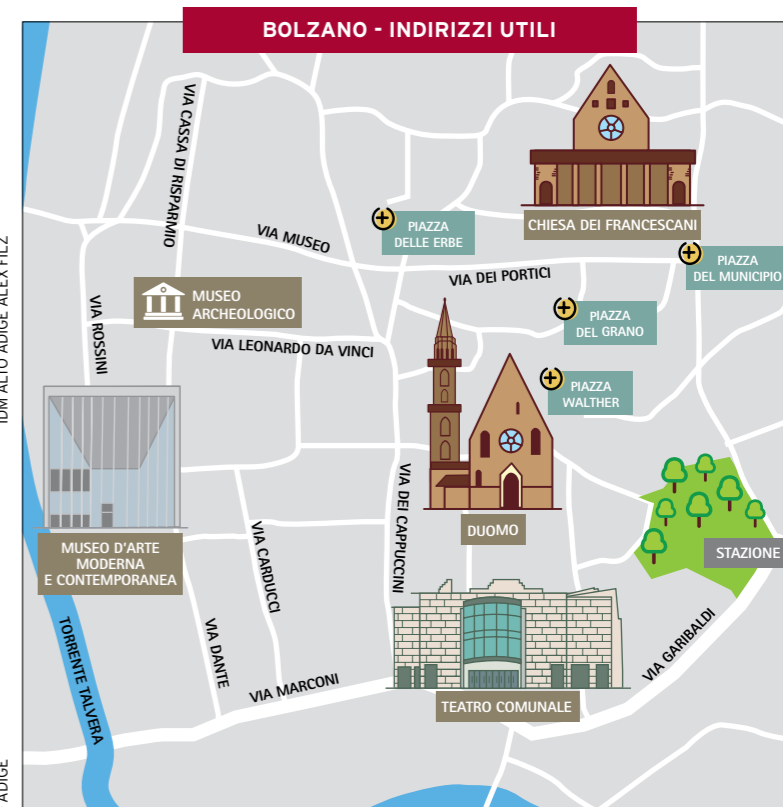 BOLZANO - INDIRIZZI UTILI
VIA CASSA DI RISPARMIO
CHIESA DEI FRANCESCANI
PIAZZA
DELLE ERBE
VIA MUSEO
PIAZZA
DEL MUNICIPIO
VIA DEI PORTICI
MUSEO
ARCHEOLOGICO
VIA ROSSINI
PIAZZA
DEL GRANO
VIA LEONARDO DA VINCI
PIAZZA
WALTHER
VIA DEI CAPPUCCINI
DUOMO
STAZIONE
MUSEO D'ARTE
MODERNA
E CONTEMPORANEA
VIA CARDUCCI
TORRENTE TALVERA
VIA DANTE
VIA GARIBALDI
VIA MARCONI
TEATRO COMUNALE
IDM ALTO ADIGE ALEX FILZ
ADIGE